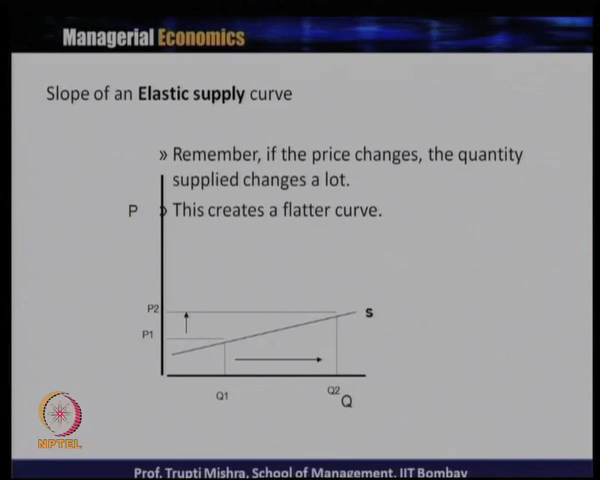 Managerial Economics
Slope of an Elastic supply curve
» Remember, if the price changes, the quantity
supplied changes a lot.
P » This creates a flatter curve.
P2
S
P1
Q1
Q2
Q
NPTEL
Prof. Trupti Mishra, School of Management, IIT Bombay